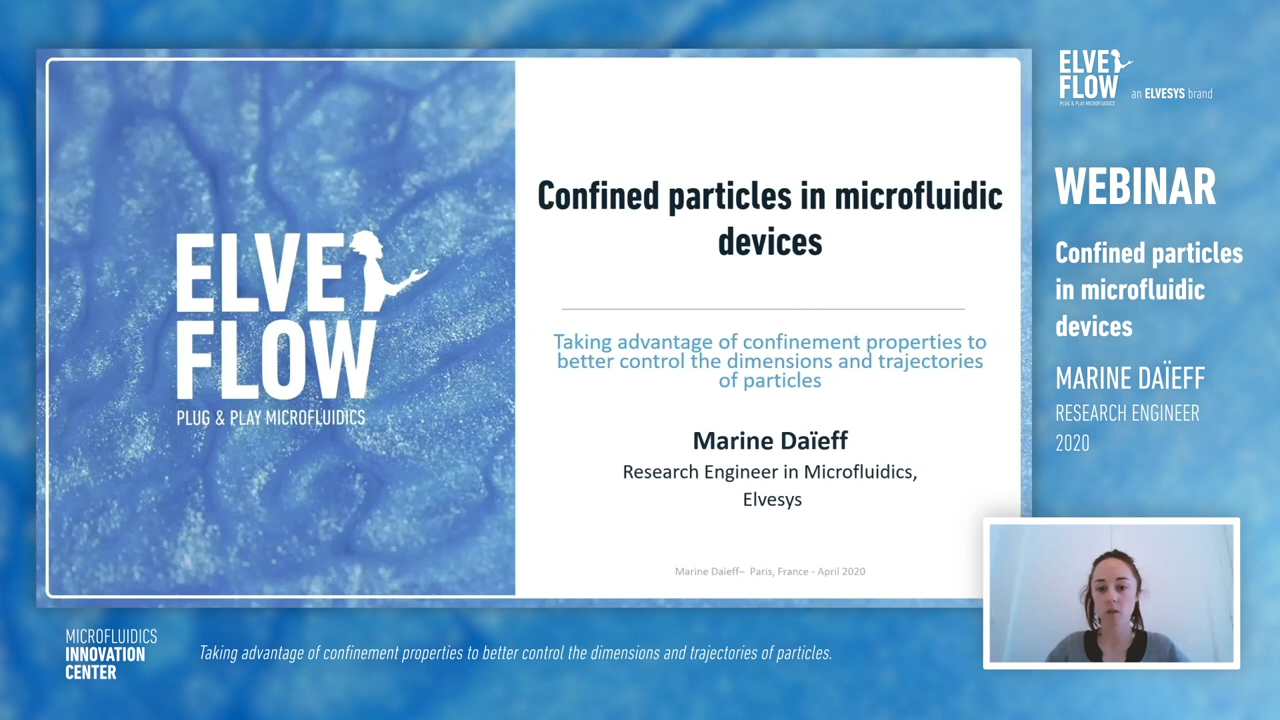 ELVE
FLOW
PLUG & PLAY MICROFLUIDICS
Confined particles in microfluidic
devices
Taking advantage of confinement properties to
better control the dimensions and trajectories
of particles
Marine Daïeff
Research Engineer in Microfluidics,
Elvesys
Marine Daïeff– Paris, France - April 2020
ELVE
FLOW
PLUG & PLAY MICROFLUIDICS
an ELVESYS brand
WEBINAR
Confined particles
in microfluidic
devices
MARINE DAÏEFF
RESEARCH ENGINEER
2020
MICROFLUIDICS
INNOVATION
CENTER
Taking advantage of confinement properties to better control the dimensions and trajectories of particles.